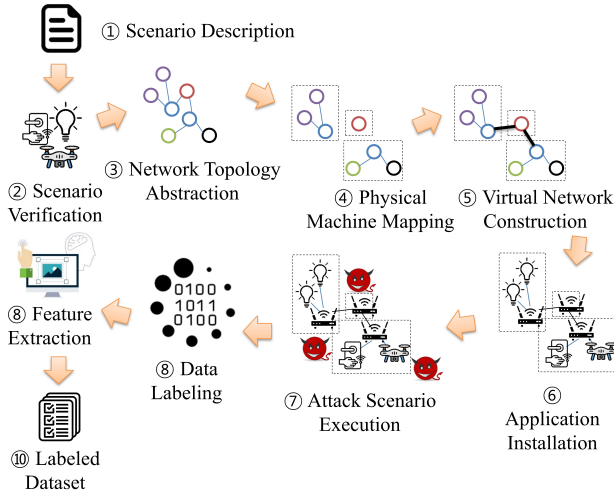 ① Scenario Description
② Scenario
Verification
③ Network Topology
Abstraction
④ Physical
Machine Mapping
⑤ Virtual Network
Construction
⑥
Application
Installation
⑦ Attack Scenario
Execution
0100
1011
0100
⑧ Data
Labeling
⑧ Feature
Extraction
⑩ Labeled
Dataset